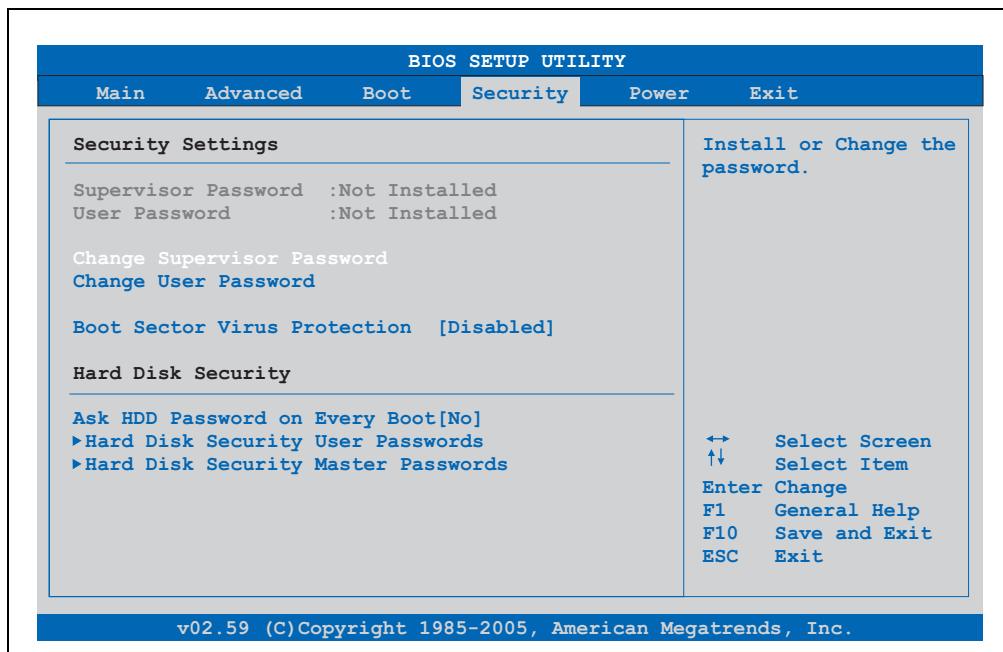 BIOS SETUP UTILITY
Main Advanced Boot Security Power Exit
Security Settings
Supervisor Password :Not Installed
User Password :Not Installed
Change Supervisor Password
Change User Password
Boot Sector Virus Protection [Disabled]
Hard Disk Security
Ask HDD Password on Every Boot[No]
▶Hard Disk Security User Passwords
▶Hard Disk Security Master Passwords
Install or Change the
password.
↔ Select Screen
↑↓ Select Item
Enter Change
F1 General Help
F10 Save and Exit
ESC Exit
v02.59 (C)Copyright 1985-2005, American Megatrends, Inc.